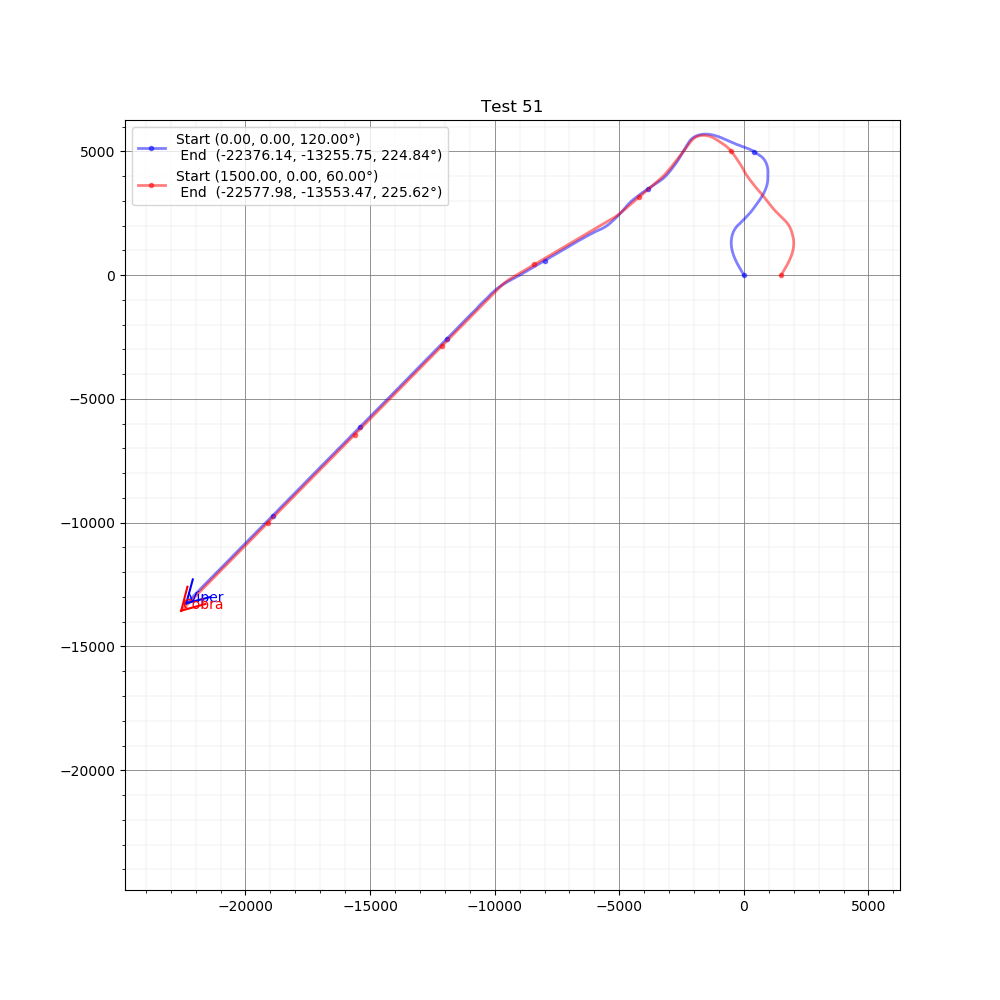 Test 51
Start (0.00, 0.00, 120.00°)
End (-22376.14, -13255.75, 224.84°)
Start (1500.00, 0.00, 60.00°)
End (-22577.98, -13553.47, 225.62°)
5000
0
−5000
−10000
−15000
−20000
Viper
Cobra
−20000 −15000 −10000 −5000 0 5000